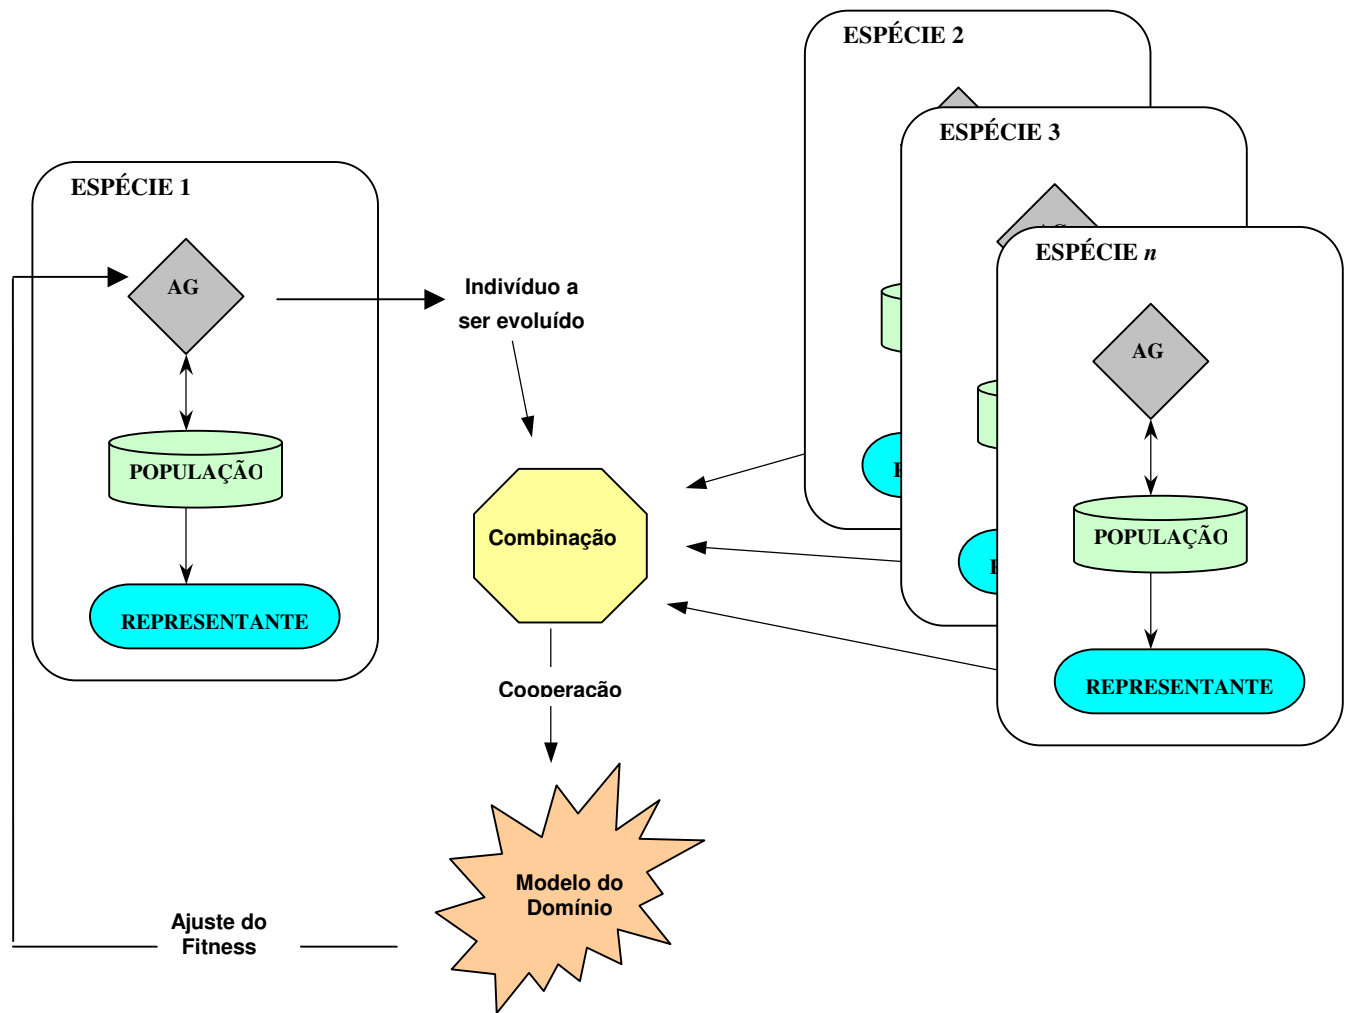 ESPÉCIE 2
ESPÉCIE 3
ESPÉCIE 1
ESPÉCIE n
AG
Indivíduo a
ser evoluído
AG
POPULAÇÃO
Combinação
POPULAÇÃO
REPRESENTANTE
REPRESENTANTE
Cooperação
Modelo do
Domínio
Ajuste do
Fitness